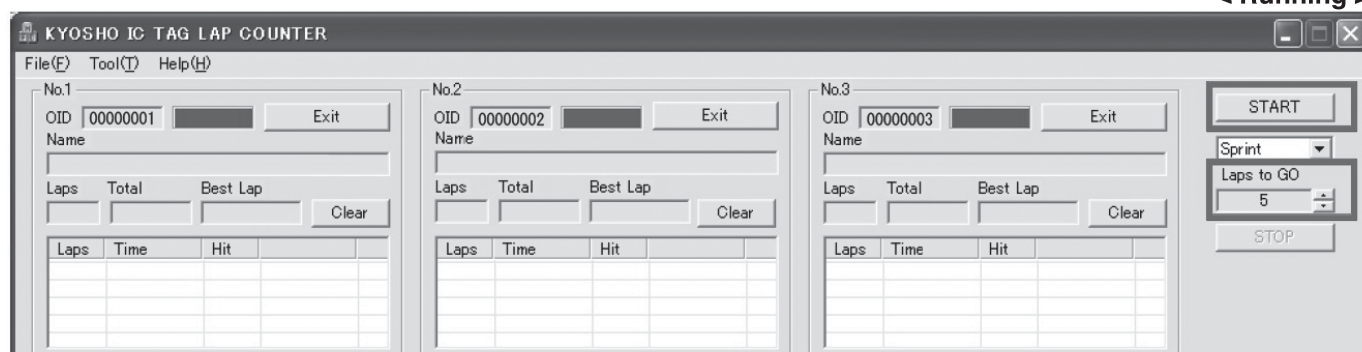 < Running >
KYOSHO IC TAG LAP COUNTER
File(F) Tool(T) Help(H)
No.1
OID 00000001 Exit
Name
Laps Total Best Lap
Clear
Laps Time Hit
No.2
OID 00000002 Exit
Name
Laps Total Best Lap
Clear
Laps Time Hit
No.3
OID 00000003 Exit
Name
Laps Total Best Lap
Clear
Laps Time Hit
START
Sprint
Laps to GO
5
STOP